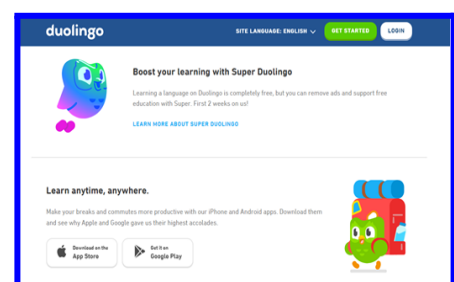 duolingo
SITE LANGUAGE: ENGLISH
GET STARTED
LOGIN
Boost your learning with Super Duolingo
Learning a language on Duolingo is completely free, but you can remove ads and support free
education with Super. First 2 weeks on us!
LEARN MORE ABOUT SUPER DUOLINGO
Learn anytime, anywhere.
Make your breaks and commutes more productive with our iPhone and Android apps. Download them
and see why Apple and Google gave us their highest accolades.
Download on the
App Store
Get it on
Google Play